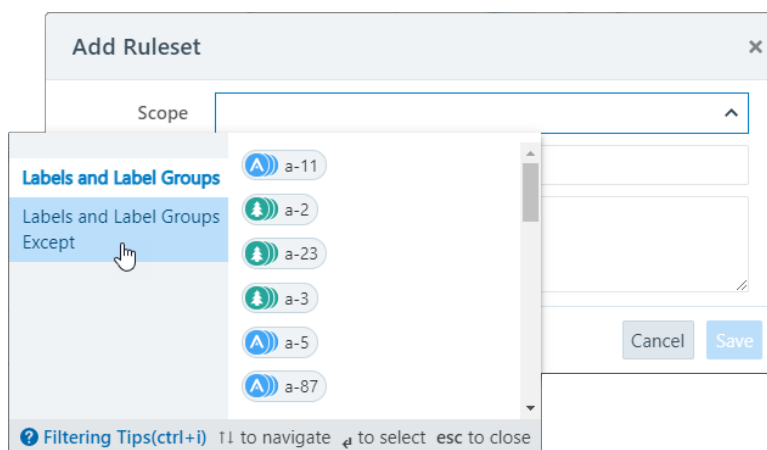 Add Ruleset
Scope
Labels and Label Groups
Labels and Label Groups
Except
a-11
a-2
a-23
a-3
a-5
a-87
Cancel
Save
Filtering Tips(ctrl+i) ↑↓ to navigate ↲ to select esc to close